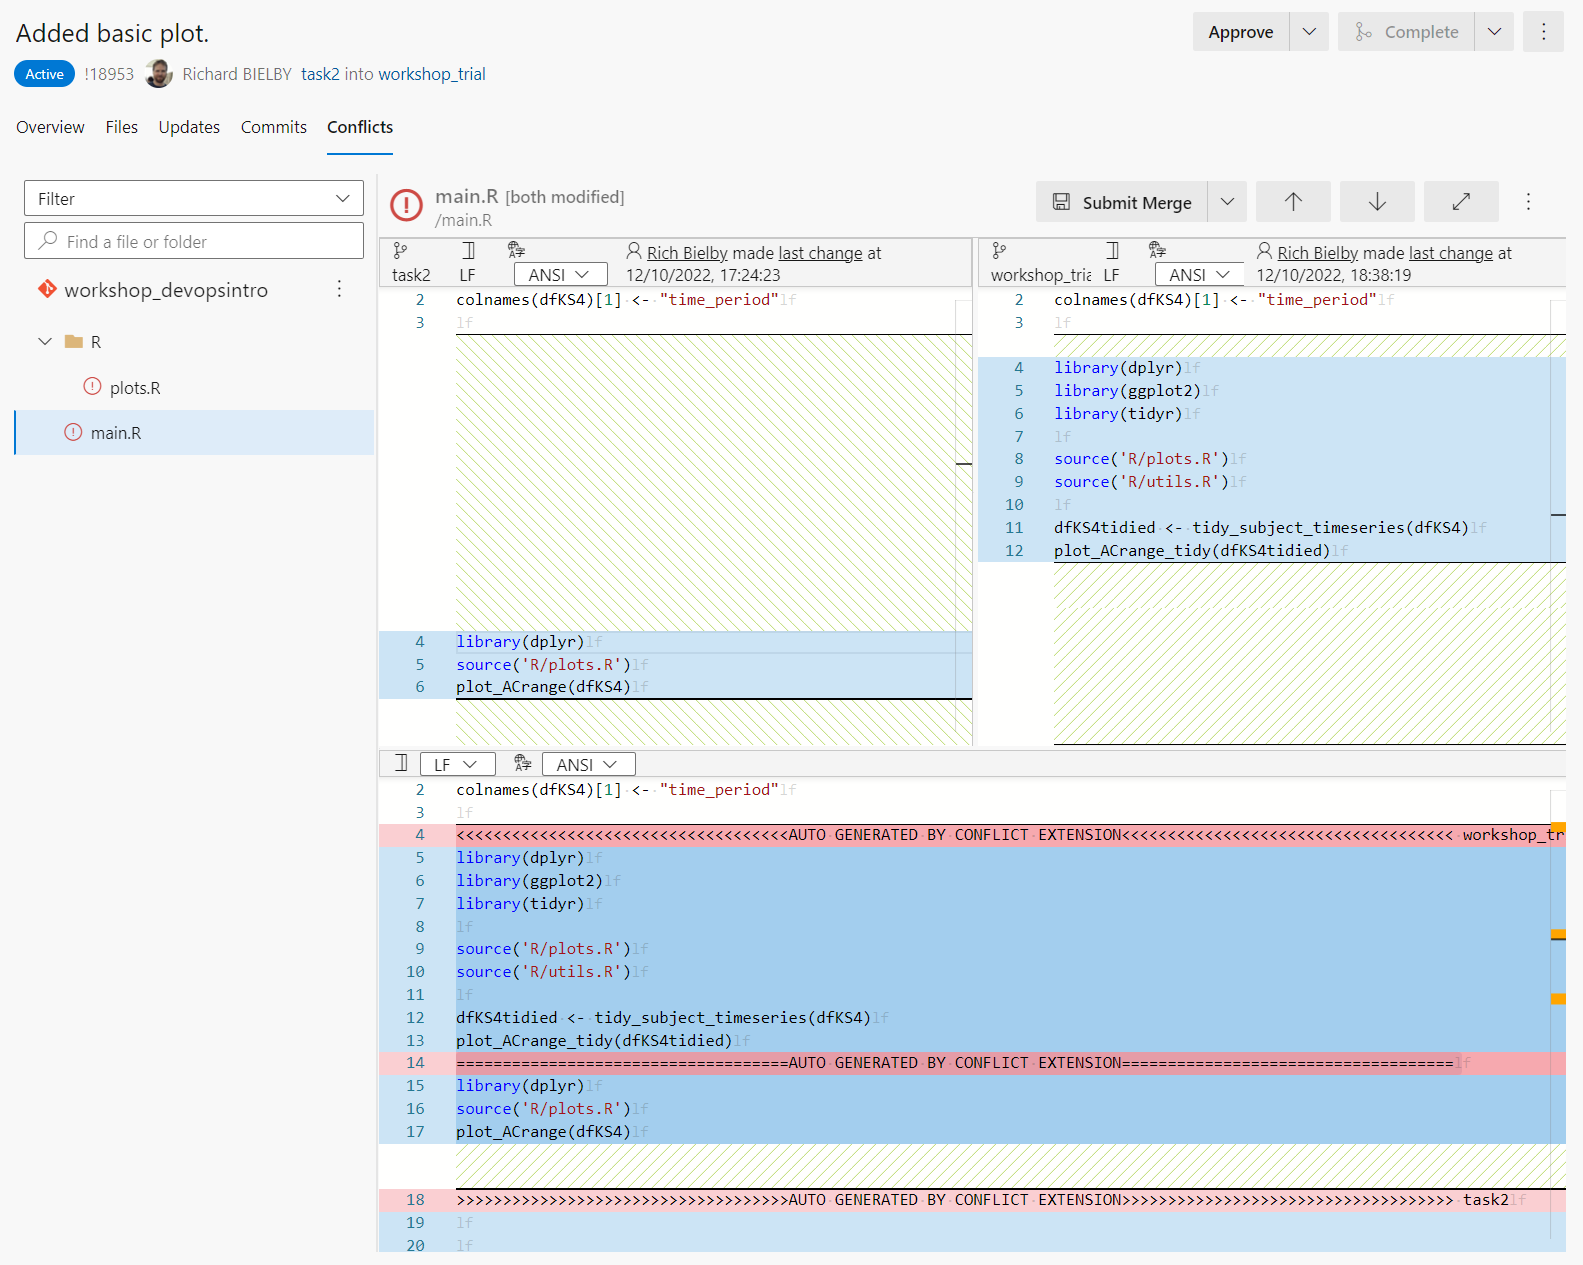 Added basic plot.
Approve
Complete
Active !18953 Richard BIELBY task2 into workshop_trial
Overview Files Updates Commits Conflicts
Filter
Find a file or folder
workshop_devopsintro
R
plots.R
main.R
main.R [both modified]
/main.R
Submit Merge
task2 LF ANSI
Rich Bielby made last change at
12/10/2022, 17:24:23
2 colnames(dfKS4)[1] <- "time_period"lf
3 lf
4 library(dplyr)lf
5 source('R/plots.R')lf
6 plot_ACrange(dfKS4)lf
workshop_tria LF ANSI
Rich Bielby made last change at
12/10/2022, 18:38:19
2 colnames(dfKS4)[1] <- "time_period"lf
3 lf
4 library(dplyr)lf
5 library(ggplot2)lf
6 library(tidyr)lf
7 lf
8 source('R/plots.R')lf
9 source('R/utils.R')lf
10 lf
11 dfKS4tidied <- tidy_subject_timeseries(dfKS4)lf
12 plot_ACrange_tidy(dfKS4tidied)lf
LF ANSI
2 colnames(dfKS4)[1] <- "time_period"lf
3 lf
4 <<<<<<<<<<<<<<<<<<<<<<<<<<<<<<<<<<<<AUTO GENERATED BY CONFLICT EXTENSION<<<<<<<<<<<<<<<<<<<<<<<<<<<<<<<<<<<< workshop_tr
5 library(dplyr)lf
6 library(ggplot2)lf
7 library(tidyr)lf
8 lf
9 source('R/plots.R')lf
10 source('R/utils.R')lf
11 lf
12 dfKS4tidied <- tidy_subject_timeseries(dfKS4)lf
13 plot_ACrange_tidy(dfKS4tidied)lf
14 ====================================AUTO GENERATED BY CONFLICT EXTENSION====================================lf
15 library(dplyr)lf
16 source('R/plots.R')lf
17 plot_ACrange(dfKS4)lf
18 >>>>>>>>>>>>>>>>>>>>>>>>>>>>>>>>>>>>AUTO GENERATED BY CONFLICT EXTENSION>>>>>>>>>>>>>>>>>>>>>>>>>>>>>>>>>>>> task2lf
19 lf
20 lf